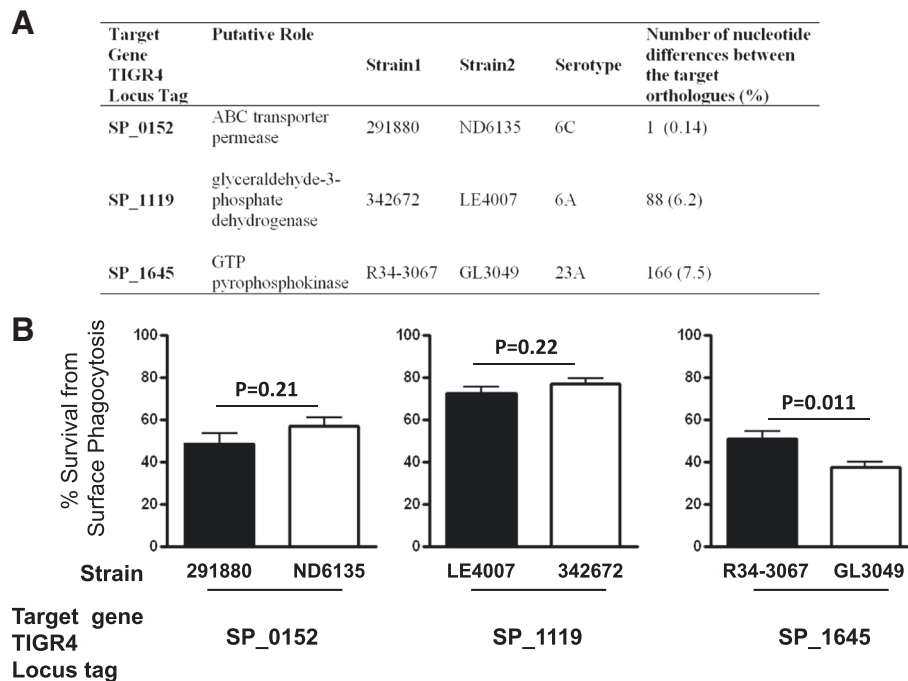 A
Target Gene TIGR4 Locus Tag
Putative Role
Strain1
Strain2
Serotype
Number of nucleotide differences between the target orthologues (%)
SP_0152
ABC transporter permease
291880
ND6135
6C
1 (0.14)
SP_1119
glyceraldehyde-3-phosphate dehydrogenase
342672
LE4007
6A
88 (6.2)
SP_1645
GTP pyrophosphokinase
R34-3067
GL3049
23A
166 (7.5)
B
% Survival from
Surface Phagocytosis
100
80
60
40
20
0
P=0.21
100
80
60
40
20
0
P=0.22
100
80
60
40
20
0
P=0.011
Strain
291880
ND6135
LE4007
342672
R34-3067
GL3049
Target gene
TIGR4
Locus tag
SP_0152
SP_1119
SP_1645